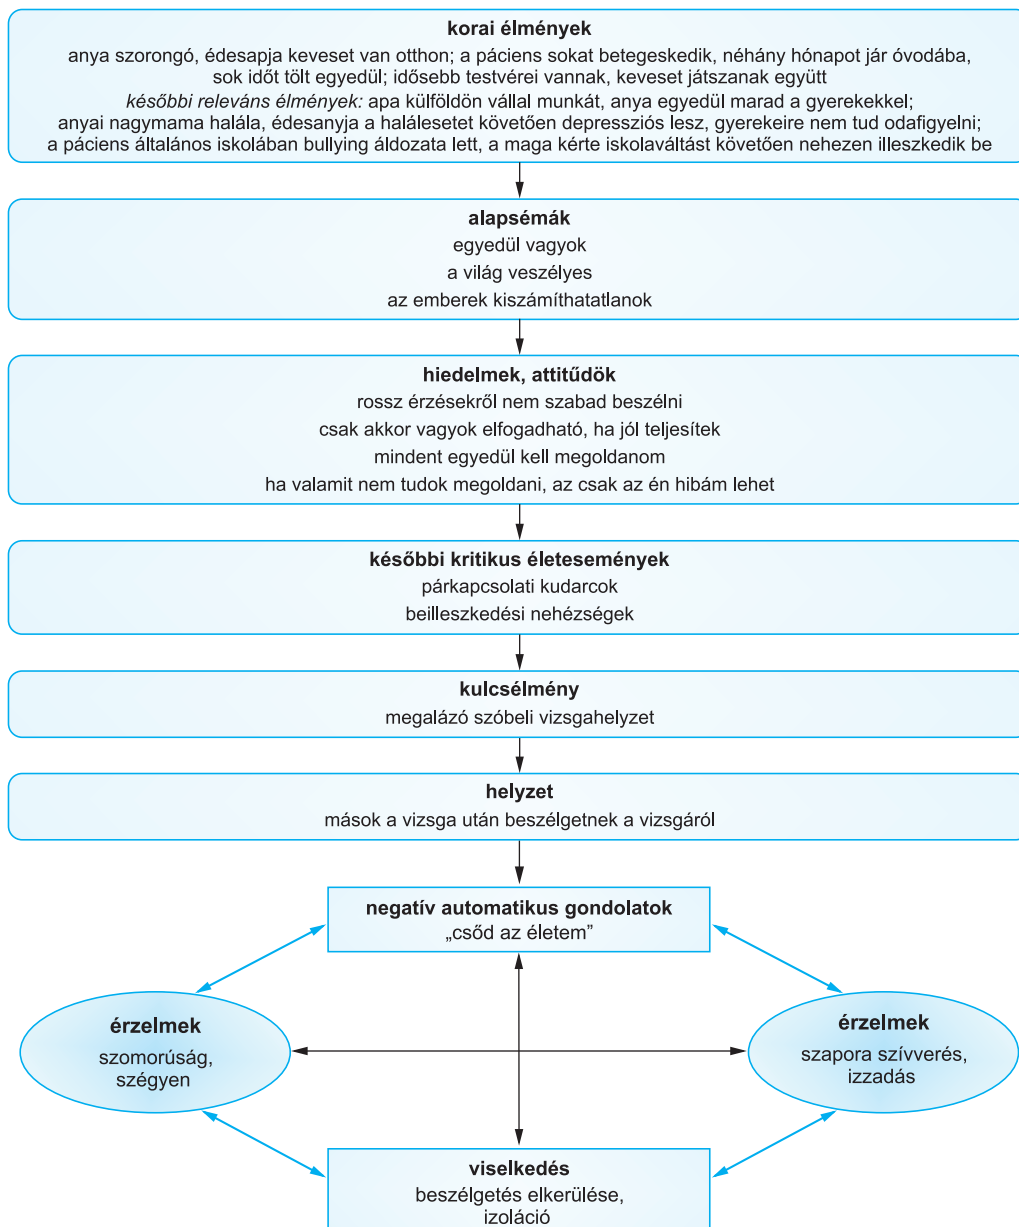 korai élmények
anya szorongó, édesapja keveset van otthon; a páciens sokat betegeskedik, néhány hónapot jár óvodába,
sok időt tölt egyedül; idősebb testvérei vannak, keveset játszanak együtt
későbbi releváns élmények: apa külföldön vállal munkát, anya egyedül marad a gyerekekkel;
anyai nagymama halála, édesanyja a halálesetet követően depressziós lesz, gyerekeire nem tud odafigyelni;
a páciens általános iskolában bullying áldozata lett, a maga kérte iskolaváltást követően nehezen illeszkedik be
alapsémák
egyedül vagyok
a világ veszélyes
az emberek kiszámíthatatlanok
hiedelmek, attitűdök
rossz érzésekről nem szabad beszélni
csak akkor vagyok elfogadható, ha jól teljesítek
mindent egyedül kell megoldanom
ha valamit nem tudok megoldani, az csak az én hibám lehet
későbbi kritikus életesemények
párkapcsolati kudarcok
beilleszkedési nehézségek
kulcsélmény
megalázó szóbeli vizsgahelyzet
helyzet
mások a vizsga után beszélgetnek a vizsgáról
negatív automatikus gondolatok
„csőd az életem”
érzelmek
szomorúság,
szégyen
érzelmek
szapora szívverés,
izzadás
viselkedés
beszélgetés elkerülése,
izoláció